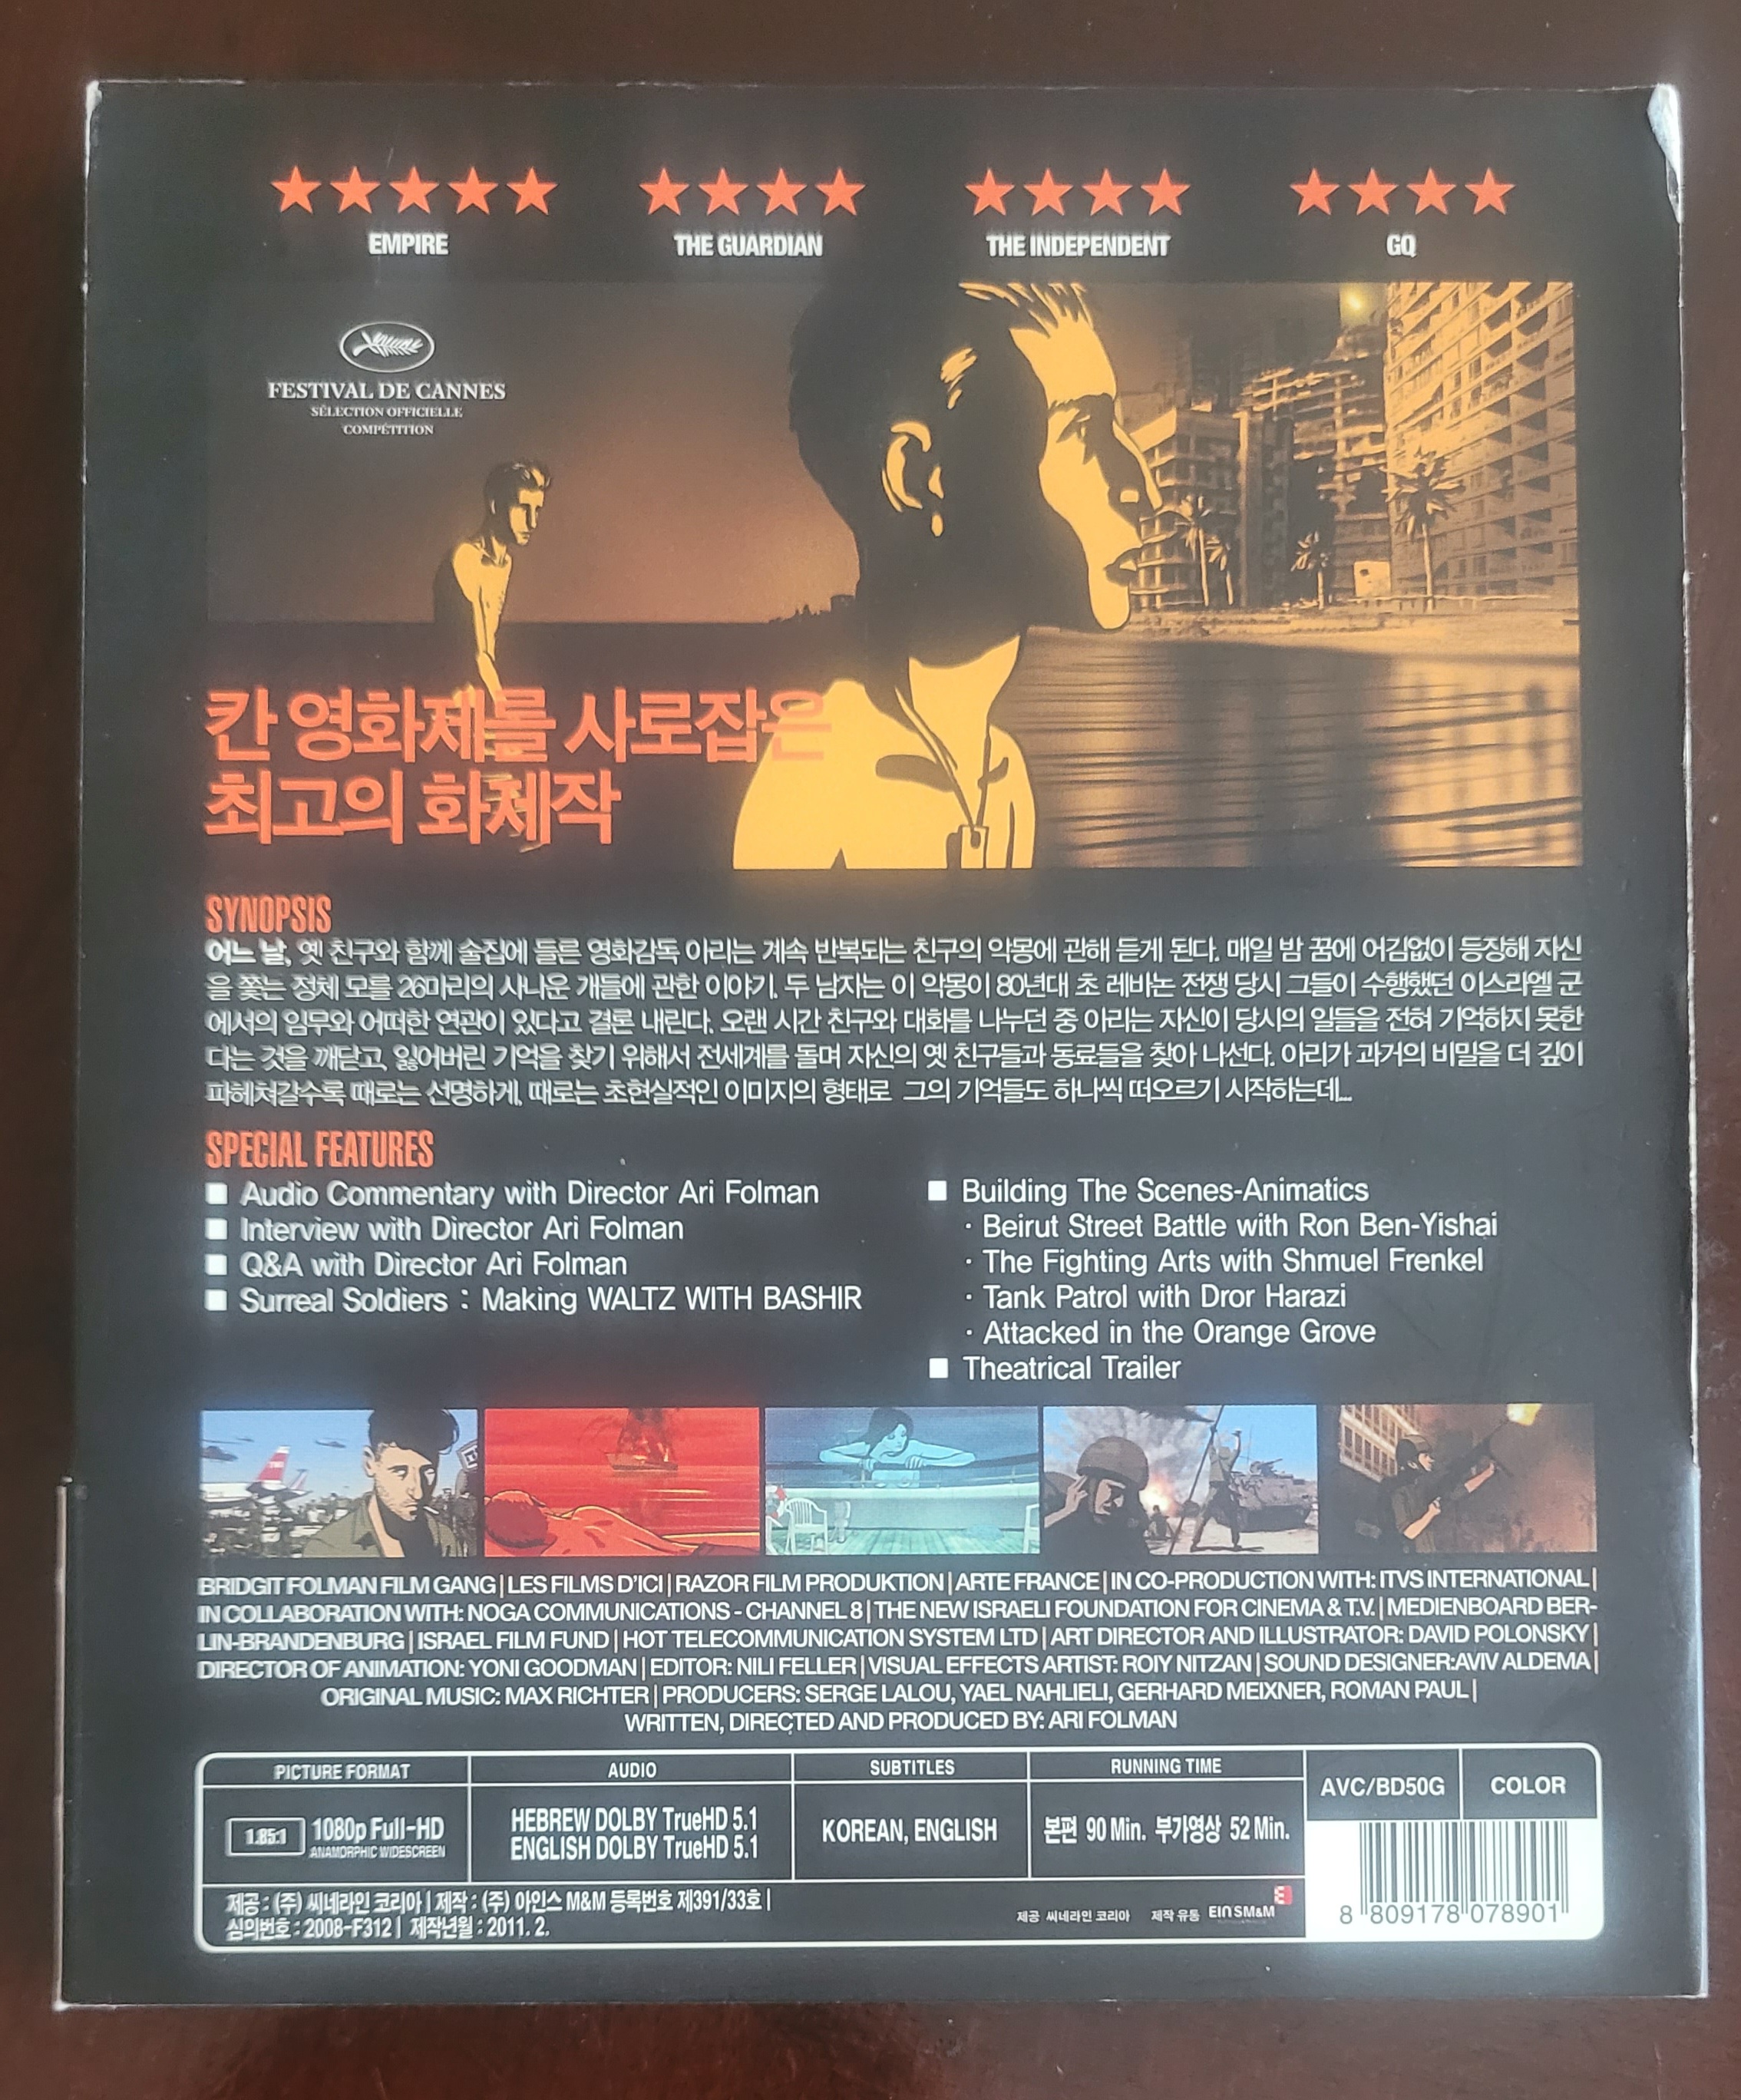 EMPIRE
THE GUARDIAN
THE INDEPENDENT
GQ
FESTIVAL DE CANNES
SÉLECTION OFFICIELLE
COMPÉTITION
칸 영화제를 사로잡은
최고의 화제작
SYNOPSIS
어느 날, 옛 친구와 함께 술집에 들른 영화감독 아리는 계속 반복되는 친구의 악몽에 관해 듣게 된다. 매일 밤 꿈에 어김없이 등장해 자신
을 쫓는 정체 모를 26마리의 사나운 개들에 관한 이야기. 두 남자는 이 악몽이 80년대 초 레바논 전쟁 당시 그들이 수행했던 이스라엘 군
에서의 임무와 어떠한 연관이 있다고 결론 내린다. 오랜 시간 친구와 대화를 나누던 중 아리는 자신이 당시의 일들을 전혀 기억하지 못한
다는 것을 깨닫고, 잃어버린 기억을 찾기 위해서 전세계를 돌며 자신의 옛 친구들과 동료들을 찾아 나선다. 아리가 과거의 비밀을 더 깊이
파헤쳐갈수록 때로는 선명하게, 때로는 초현실적인 이미지의 형태로 그의 기억들도 하나씩 떠오르기 시작하는데...
SPECIAL FEATURES
■ Audio Commentary with Director Ari Folman
■ Interview with Director Ari Folman
■ Q&A with Director Ari Folman
■ Surreal Soldiers : Making WALTZ WITH BASHIR
■ Building The Scenes-Animatics
· Beirut Street Battle with Ron Ben-Yishai
· The Fighting Arts with Shmuel Frenkel
· Tank Patrol with Dror Harazi
· Attacked in the Orange Grove
■ Theatrical Trailer
BRIDGIT FOLMAN FILM GANG | LES FILMS D'ICI | RAZOR FILM PRODUKTION | ARTE FRANCE | IN CO-PRODUCTION WITH: ITVS INTERNATIONAL |
IN COLLABORATION WITH: NOGA COMMUNICATIONS - CHANNEL 8 | THE NEW ISRAELI FOUNDATION FOR CINEMA & T.V. | MEDIENBOARD BER-
LIN-BRANDENBURG | ISRAEL FILM FUND | HOT TELECOMMUNICATION SYSTEM LTD | ART DIRECTOR AND ILLUSTRATOR: DAVID POLONSKY |
DIRECTOR OF ANIMATION: YONI GOODMAN | EDITOR: NILI FELLER | VISUAL EFFECTS ARTIST: ROIY NITZAN | SOUND DESIGNER:AVIV ALDEMA |
ORIGINAL MUSIC: MAX RICHTER | PRODUCERS: SERGE LALOU, YAEL NAHLIELI, GERHARD MEIXNER, ROMAN PAUL |
WRITTEN, DIRECTED AND PRODUCED BY: ARI FOLMAN
PICTURE FORMAT
1.85:1 1080p Full-HD
ANAMORPHIC WIDESCREEN
AUDIO
HEBREW DOLBY TrueHD 5.1
ENGLISH DOLBY TrueHD 5.1
SUBTITLES
KOREAN, ENGLISH
RUNNING TIME
본편 90 Min. 부가영상 52 Min.
AVC/BD50G
COLOR
제공 : (주) 씨네라인 코리아 | 제작 : (주) 아인스 M&M 등록번호 제391/33호 |
심의번호 : 2008-F312 | 제작년월 : 2011. 2.
제공 씨네라인 코리아 제작 유통 EINSM&M
8 809178 078901